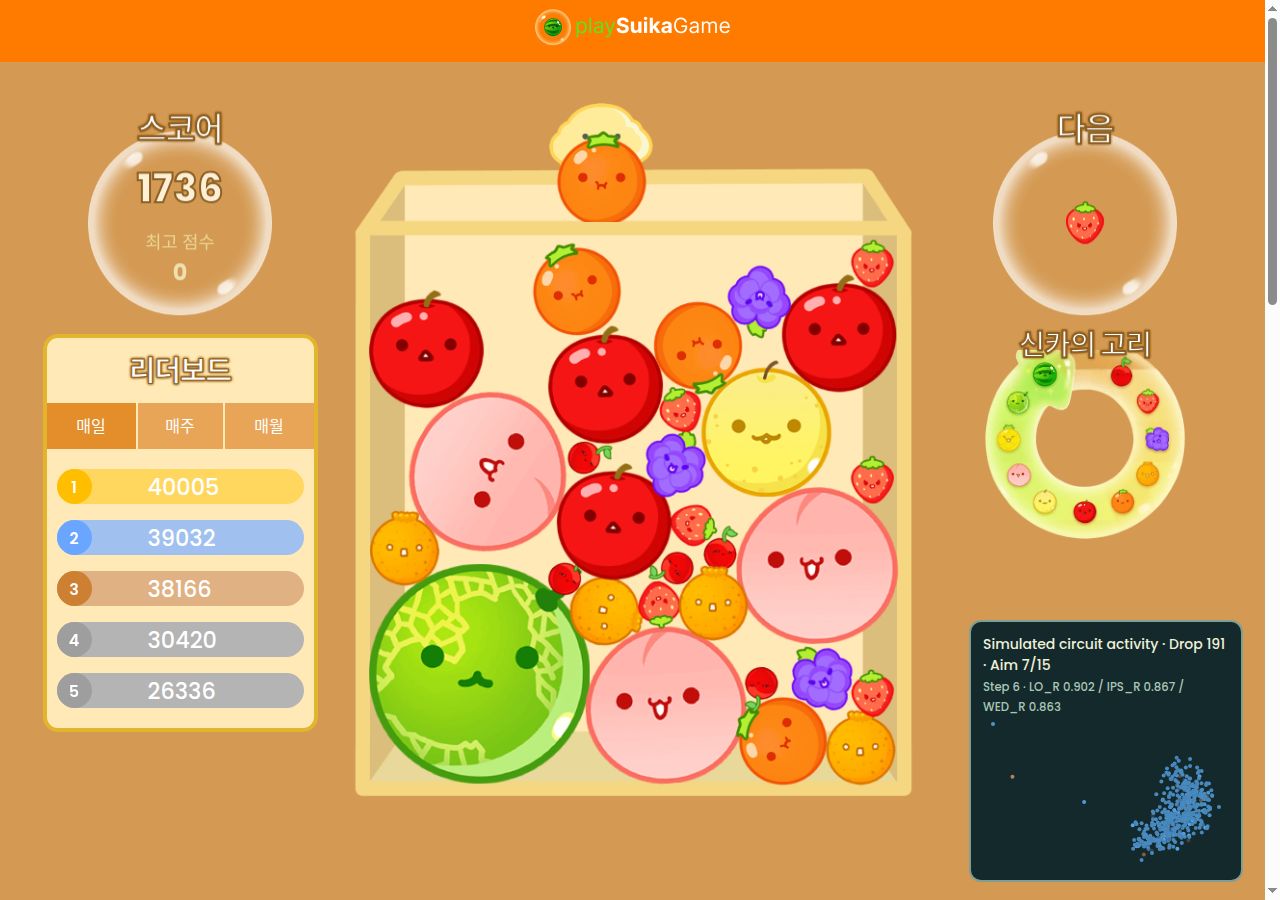 playSuikaGame
스코어
1736
최고 점수
0
다음
신카의 고리
리더보드
매일 매주 매월
1 40005
2 39032
3 38166
4 30420
5 26336
Simulated circuit activity · Drop 191
· Aim 7/15
Step 6 · LO_R 0.902 / IPS_R 0.867 /
WED_R 0.863